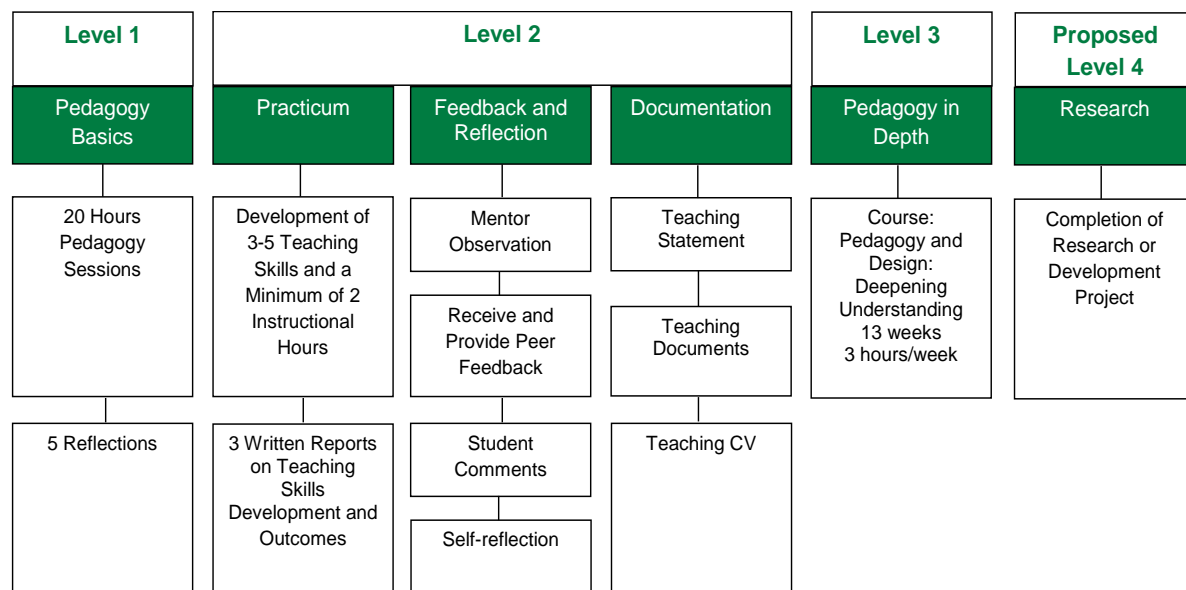 Level 1
Level 2
Level 3
Proposed
Level 4
Pedagogy
Basics
Practicum
Feedback and
Reflection
Documentation
Pedagogy in
Depth
Research
20 Hours
Pedagogy
Sessions
5 Reflections
Development of
3-5 Teaching
Skills and a
Minimum of 2
Instructional
Hours
3 Written Reports
on Teaching
Skills
Development and
Outcomes
Mentor
Observation
Receive and
Provide Peer
Feedback
Student
Comments
Self-reflection
Teaching
Statement
Teaching
Documents
Teaching CV
Course:
Pedagogy and
Design:
Deepening
Understanding
13 weeks
3 hours/week
Completion of
Research or
Development
Project